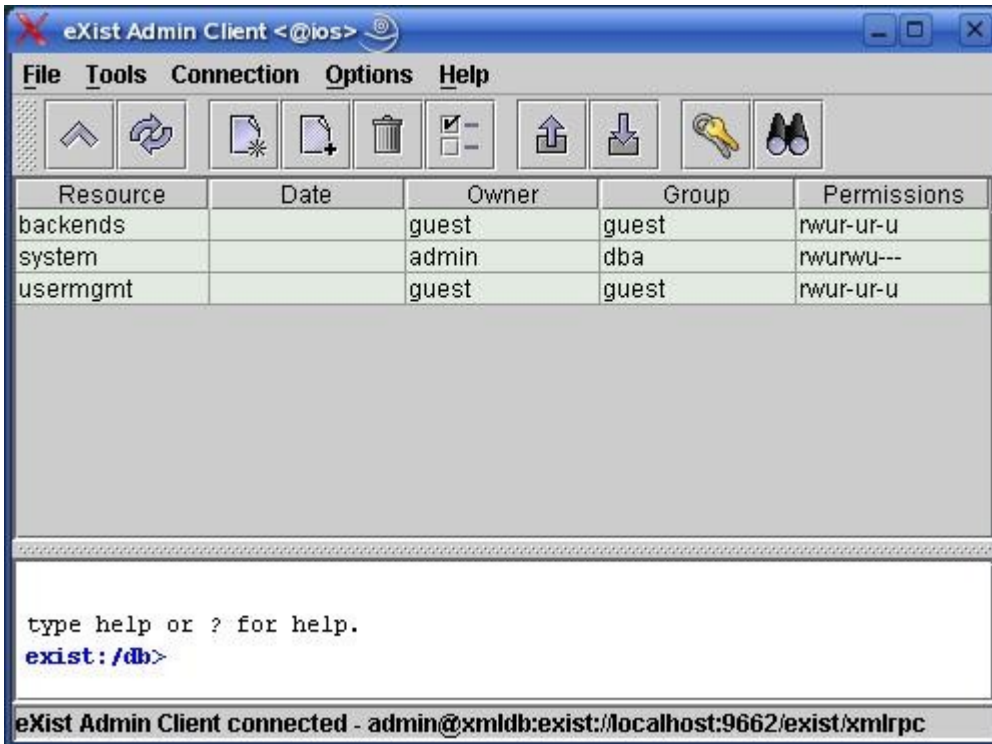 eXist Admin Client <@ios>
File Tools Connection Options Help
Resource Date Owner Group Permissions
backends guest guest rwur-ur-u
system admin dba rwurwu---
usermgmt guest guest rwur-ur-u
type help or ? for help.
exist:/db>
eXist Admin Client connected - admin@xmldb:exist://localhost:9662/exist/xmlrpc